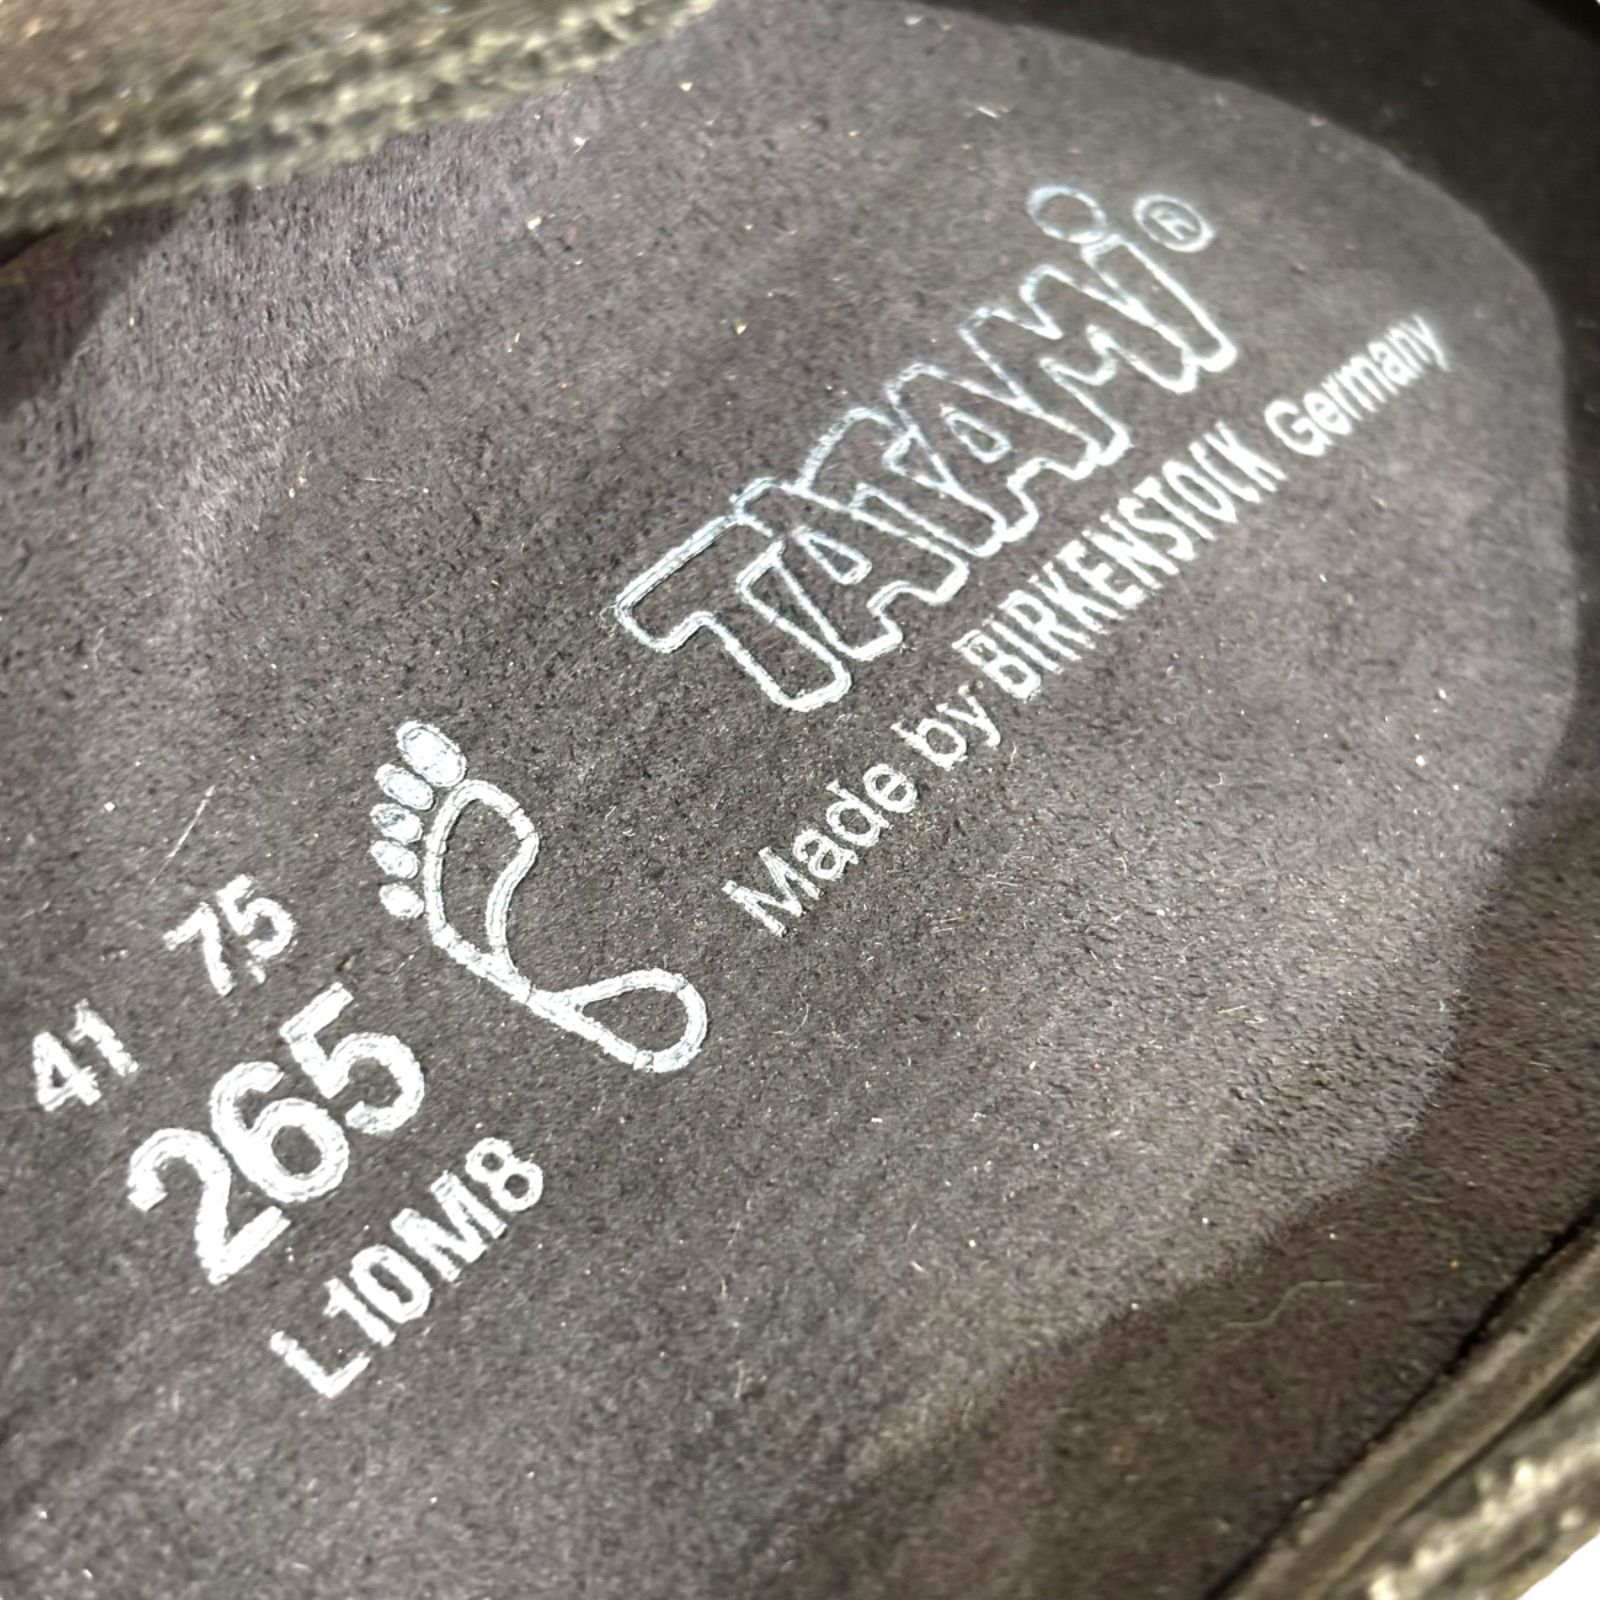 TATAMI®
Made by BIRKENSTOCK Germany
41 7,5
265
L10M8